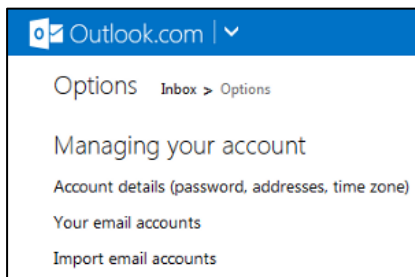 Outlook.com
Options Inbox > Options
Managing your account
Account details (password, addresses, time zone)
Your email accounts
Import email accounts